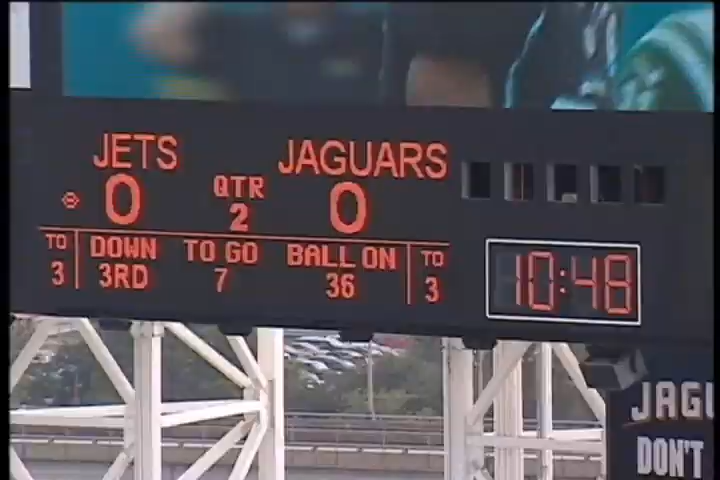 JETS JAGUARS
0 QTR 0
2
TO DOWN TO GO BALL ON TO
3 3RD 7 36 3
10:48
JAGU
DON'T